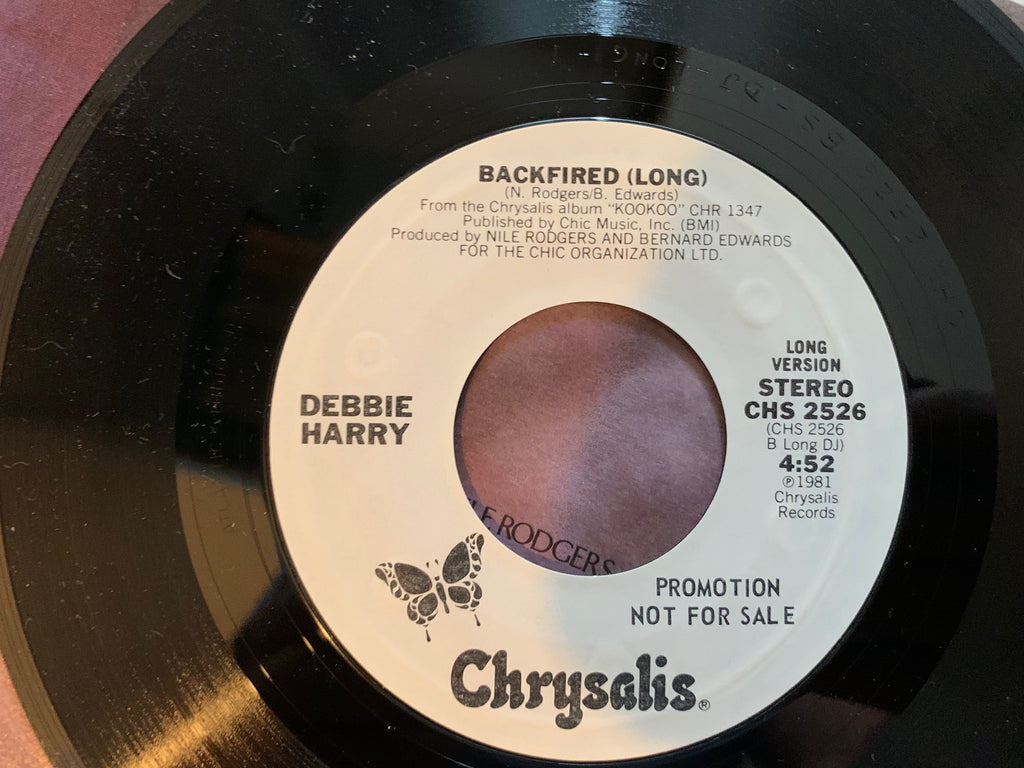 BACKFIRED (LONG)
(N. Rodgers/B. Edwards)
From the Chrysalis album "KOOKOO" CHR 1347
Published by Chic Music, Inc. (BMI)
Produced by NILE RODGERS AND BERNARD EDWARDS
FOR THE CHIC ORGANIZATION LTD.
DEBBIE
HARRY
LONG
VERSION
STEREO
CHS 2526
(CHS 2526
B Long DJ)
4:52
℗1981
Chrysalis
Records
RODGERS
PROMOTION
NOT FOR SALE
Chrysalis®